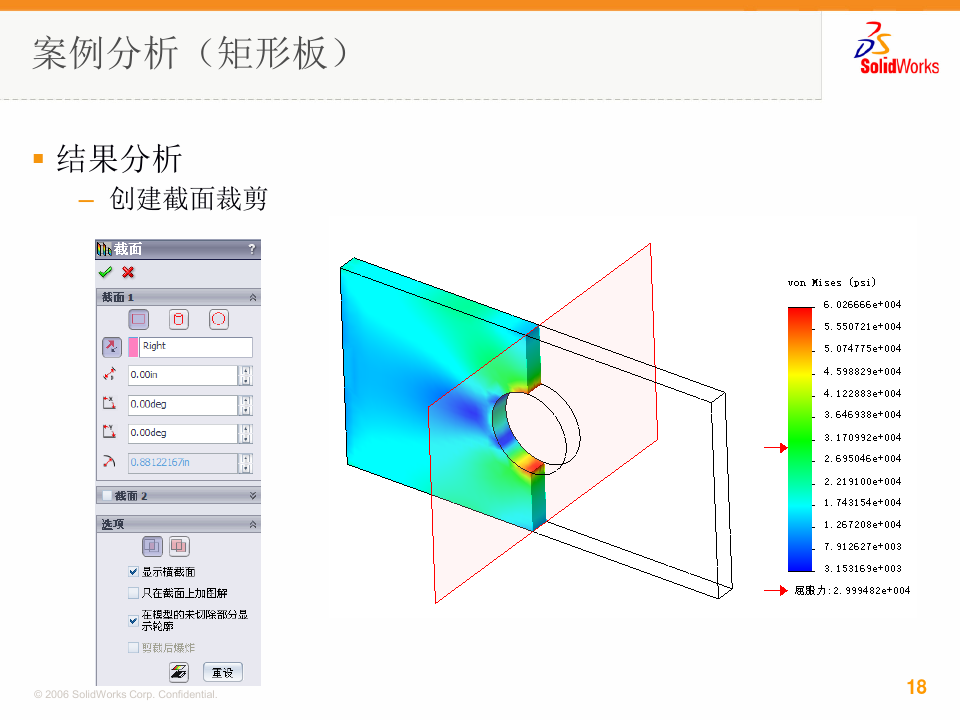 案例分析（矩形板）
SolidWorks
结果分析
– 创建截面裁剪
截面 ?
截面 1
Right
0.00in
0.00deg
0.00deg
0.88122167in
截面 2
选项
显示横截面
只在截面上加图解
在模型的未切除部分显
示轮廓
剪裁后爆炸
重设
von Mises (psi)
6.026666e+004
5.550721e+004
5.074775e+004
4.598829e+004
4.122883e+004
3.646938e+004
3.170992e+004
2.695046e+004
2.219100e+004
1.743154e+004
1.267208e+004
7.912627e+003
3.153169e+003
屈服力:2.999482e+004
© 2006 SolidWorks Corp. Confidential.
18